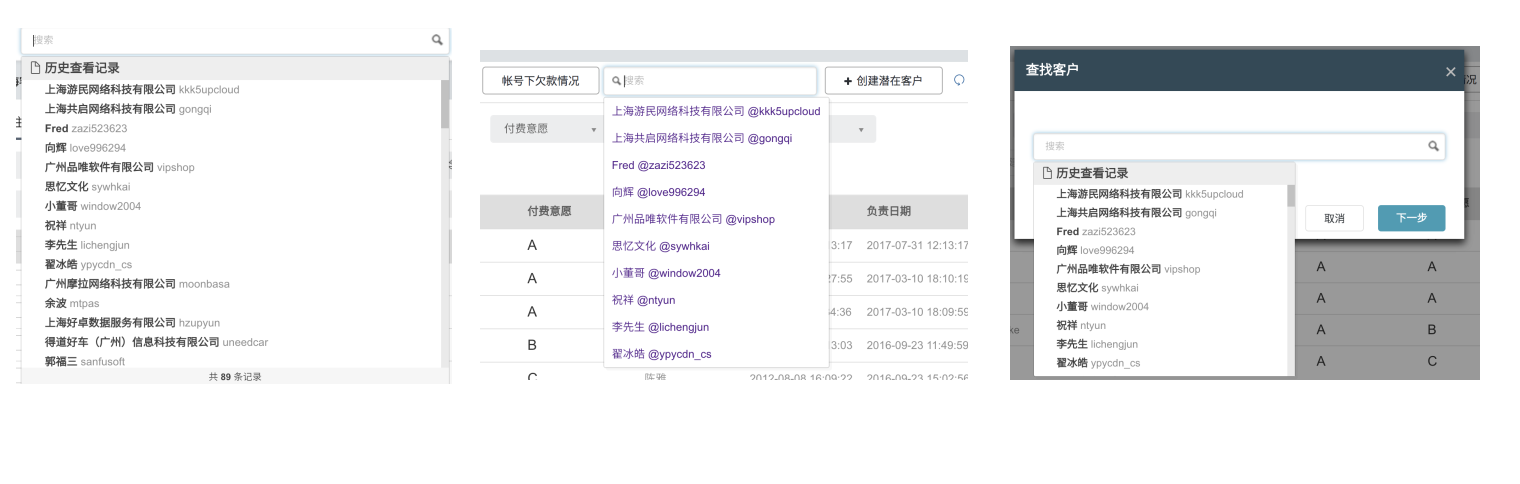 搜索
历史查看记录
上海游民网络科技有限公司 kkk5upcloud
上海共启网络科技有限公司 gongqi
Fred zazi523623
向辉 love996294
广州品唯软件有限公司 vipshop
思忆文化 sywhkai
小董哥 window2004
祝祥 ntyun
李先生 lichengjun
翟冰皓 ypycdn_cs
广州摩拉网络科技有限公司 moonbasa
余波 mtpas
上海好卓数据服务有限公司 hzupyun
得道好车（广州）信息科技有限公司 uneedcar
郭福三 sanfusoft
共 89 条记录
帐号下欠款情况
搜索
+ 创建潜在客户
付费意愿
上海游民网络科技有限公司 @kkk5upcloud
上海共启网络科技有限公司 @gongqi
Fred @zazi523623
向辉 @love996294
广州品唯软件有限公司 @vipshop
思忆文化 @sywhkai
小董哥 @window2004
祝祥 @ntyun
李先生 @lichengjun
翟冰皓 @ypycdn_cs
付费意愿 负责日期
A 3:17 2017-07-31 12:13:17
A 7:55 2017-03-10 18:10:19
A 4:36 2017-03-10 18:09:59
B 3:03 2016-09-23 11:49:59
C 陈雅 2012-08-08 16:09:22 2016-09-23 15:02:56
查找客户
况
搜索
历史查看记录
上海游民网络科技有限公司 kkk5upcloud
上海共启网络科技有限公司 gongqi
Fred zazi523623
向辉 love996294
广州品唯软件有限公司 vipshop
思忆文化 sywhkai
小董哥 window2004
祝祥 ntyun
李先生 lichengjun
翟冰皓 ypycdn_cs
取消
下一步
A A
A A
ke A B
A C